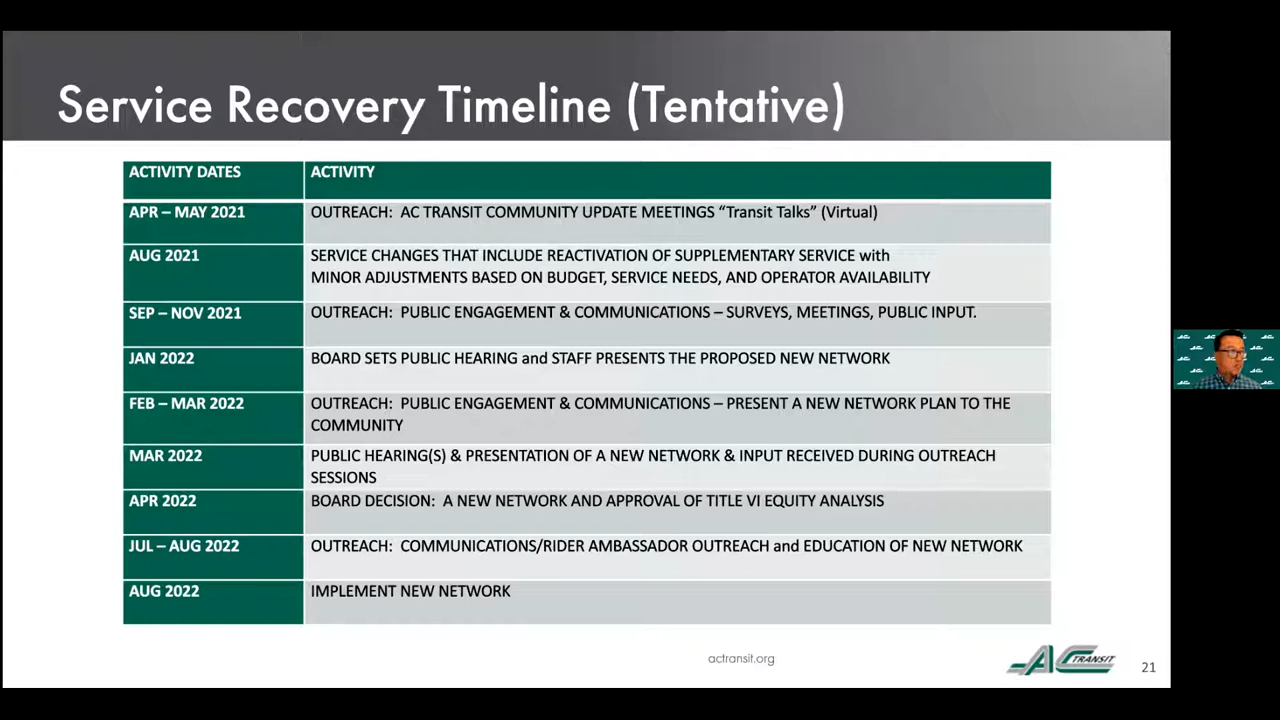 Service Recovery Timeline (Tentative)
ACTIVITY DATES
ACTIVITY
APR – MAY 2021
OUTREACH: AC TRANSIT COMMUNITY UPDATE MEETINGS “Transit Talks” (Virtual)
AUG 2021
SERVICE CHANGES THAT INCLUDE REACTIVATION OF SUPPLEMENTARY SERVICE with
MINOR ADJUSTMENTS BASED ON BUDGET, SERVICE NEEDS, AND OPERATOR AVAILABILITY
SEP – NOV 2021
OUTREACH: PUBLIC ENGAGEMENT & COMMUNICATIONS – SURVEYS, MEETINGS, PUBLIC INPUT.
JAN 2022
BOARD SETS PUBLIC HEARING and STAFF PRESENTS THE PROPOSED NEW NETWORK
FEB – MAR 2022
OUTREACH: PUBLIC ENGAGEMENT & COMMUNICATIONS – PRESENT A NEW NETWORK PLAN TO THE
COMMUNITY
MAR 2022
PUBLIC HEARING(S) & PRESENTATION OF A NEW NETWORK & INPUT RECEIVED DURING OUTREACH
SESSIONS
APR 2022
BOARD DECISION: A NEW NETWORK AND APPROVAL OF TITLE VI EQUITY ANALYSIS
JUL – AUG 2022
OUTREACH: COMMUNICATIONS/RIDER AMBASSADOR OUTREACH and EDUCATION OF NEW NETWORK
AUG 2022
IMPLEMENT NEW NETWORK
actransit.org
AC TRANSIT
21